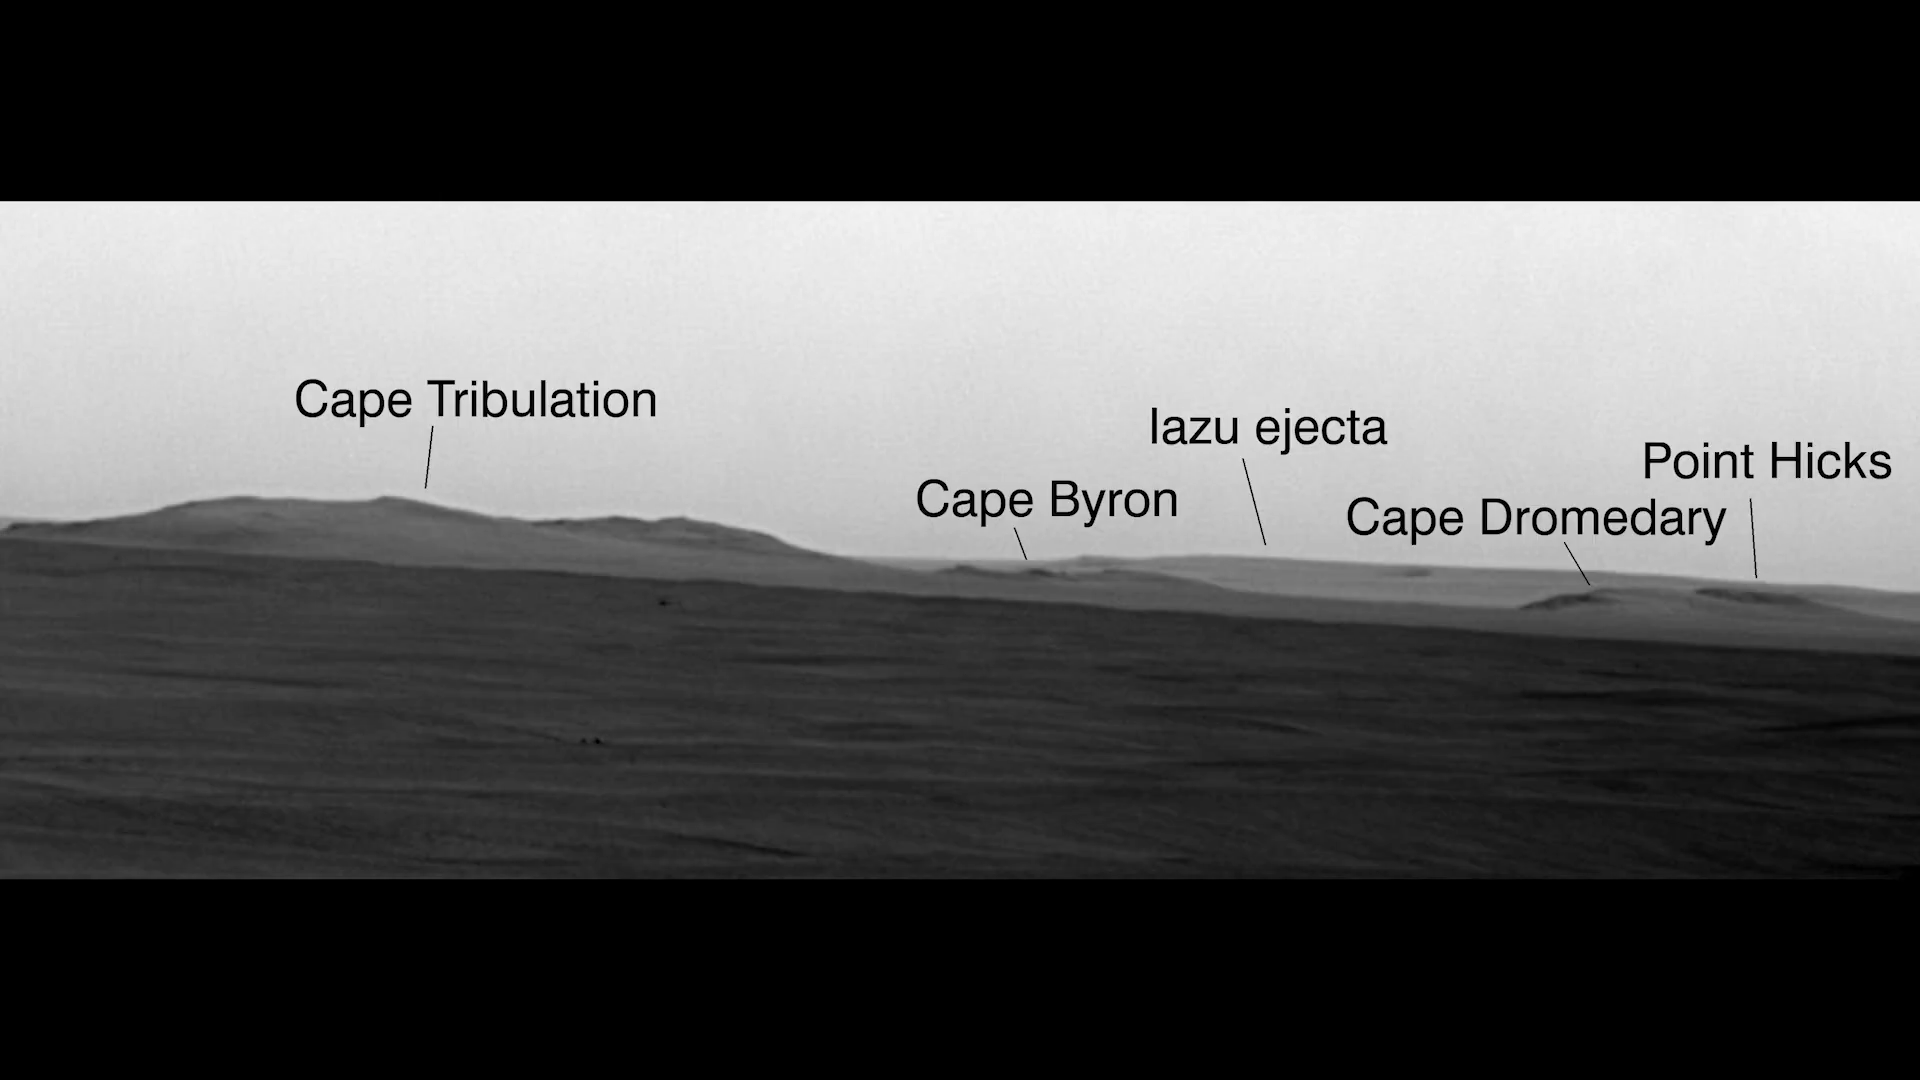 Cape Tribulation
Cape Byron
Iazu ejecta
Cape Dromedary
Point Hicks